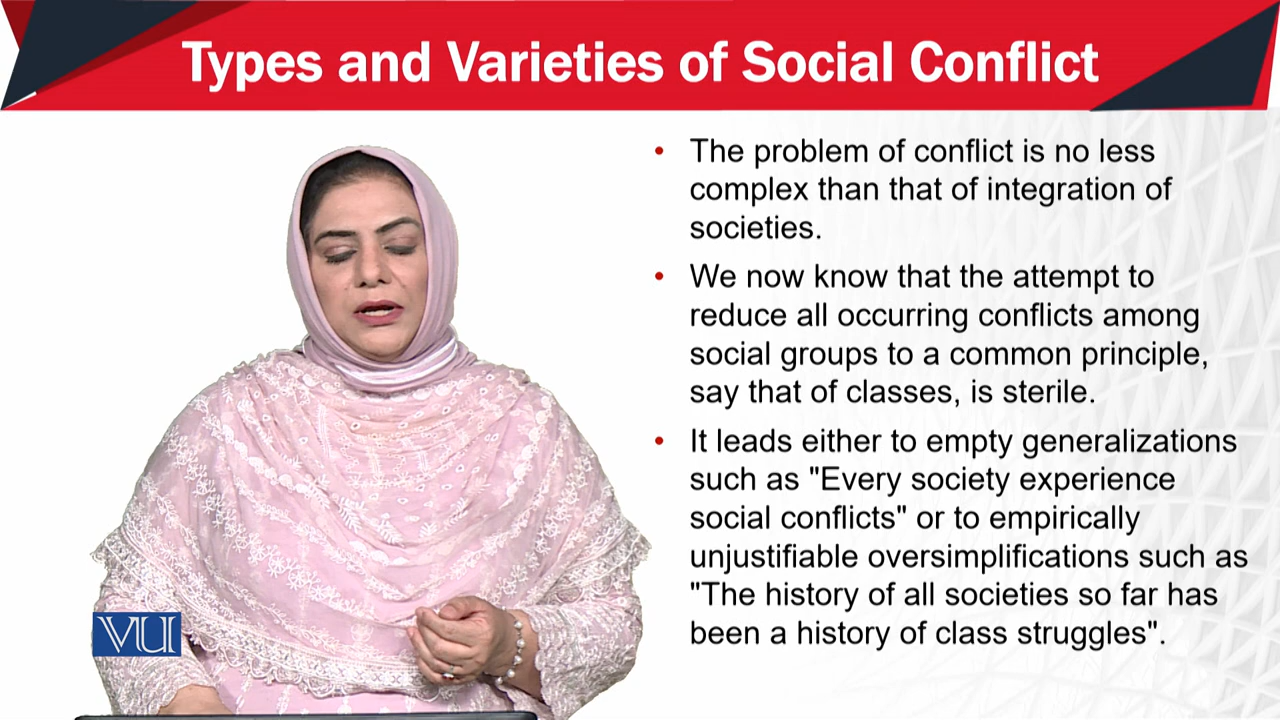 Types and Varieties of Social Conflict
• The problem of conflict is no less
complex than that of integration of
societies.
• We now know that the attempt to
reduce all occurring conflicts among
social groups to a common principle,
say that of classes, is sterile.
• It leads either to empty generalizations
such as "Every society experience
social conflicts" or to empirically
unjustifiable oversimplifications such as
"The history of all societies so far has
been a history of class struggles".
VU